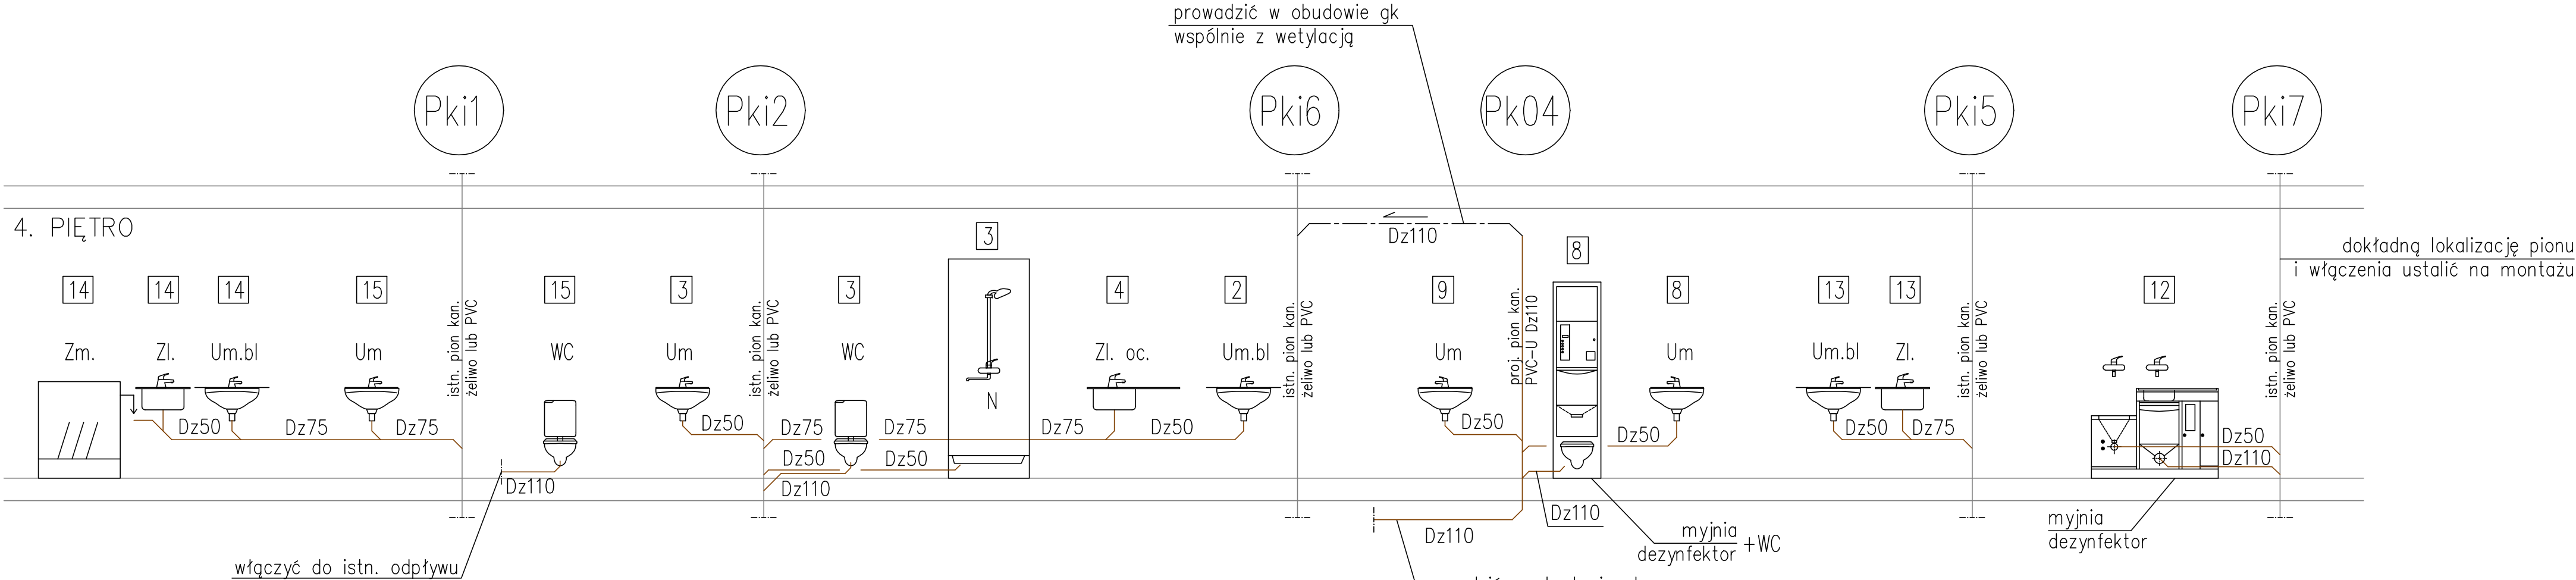 prowadzić w obudowie gk
wspólnie z wetylacją
Pki1
Pki2
Pki6
Pk04
Pki5
Pki7
4. PIĘTRO
Dz110
dokładną lokalizację pionu
i włączenia ustalić na montażu
3
8
14
14
14
15
15
3
3
4
2
9
8
13
13
12
istn. pion kan.
żeliwo lub PVC
istn. pion kan.
żeliwo lub PVC
istn. pion kan.
żeliwo lub PVC
proj. pion kan.
PVC-U Dz110
istn. pion kan.
żeliwo lub PVC
istn. pion kan.
żeliwo lub PVC
Zm.
Zl.
Um.bl
Um
WC
Um
WC
Zl. oc.
Um.bl
Um
Um
Um.bl
Zl.
N
Dz50
Dz75
Dz75
Dz50
Dz75
Dz75
Dz75
Dz50
Dz50
Dz50
Dz50
Dz75
Dz50
Dz50
Dz50
Dz110
Dz110
Dz110
Dz110
Dz110
myjnia
dezynfektor
+WC
myjnia
dezynfektor
włączyć do istn. odpływu